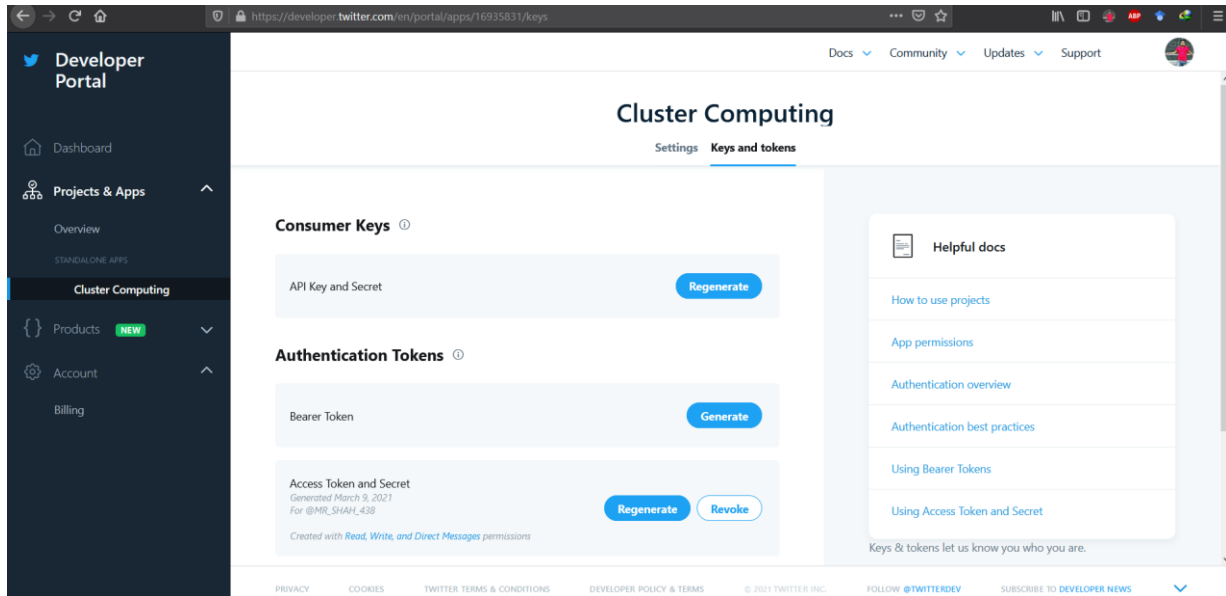 https://developer.twitter.com/en/portal/apps/16935831/keys
ABP
Developer
Portal
Docs Community Updates Support
Cluster Computing
Settings Keys and tokens
Dashboard
Projects & Apps
Overview
STANDALONE APPS
Cluster Computing
Products NEW
Account
Billing
Consumer Keys
API Key and Secret Regenerate
Authentication Tokens
Bearer Token Generate
Access Token and Secret
Generated March 9, 2021
For @MR_SHAH_438
Regenerate Revoke
Created with Read, Write, and Direct Messages permissions
Helpful docs
How to use projects
App permissions
Authentication overview
Authentication best practices
Using Bearer Tokens
Using Access Token and Secret
Keys & tokens let us know you who you are.
PRIVACY COOKIES TWITTER TERMS & CONDITIONS DEVELOPER POLICY & TERMS © 2021 TWITTER INC. FOLLOW @TWITTERDEV SUBSCRIBE TO DEVELOPER NEWS